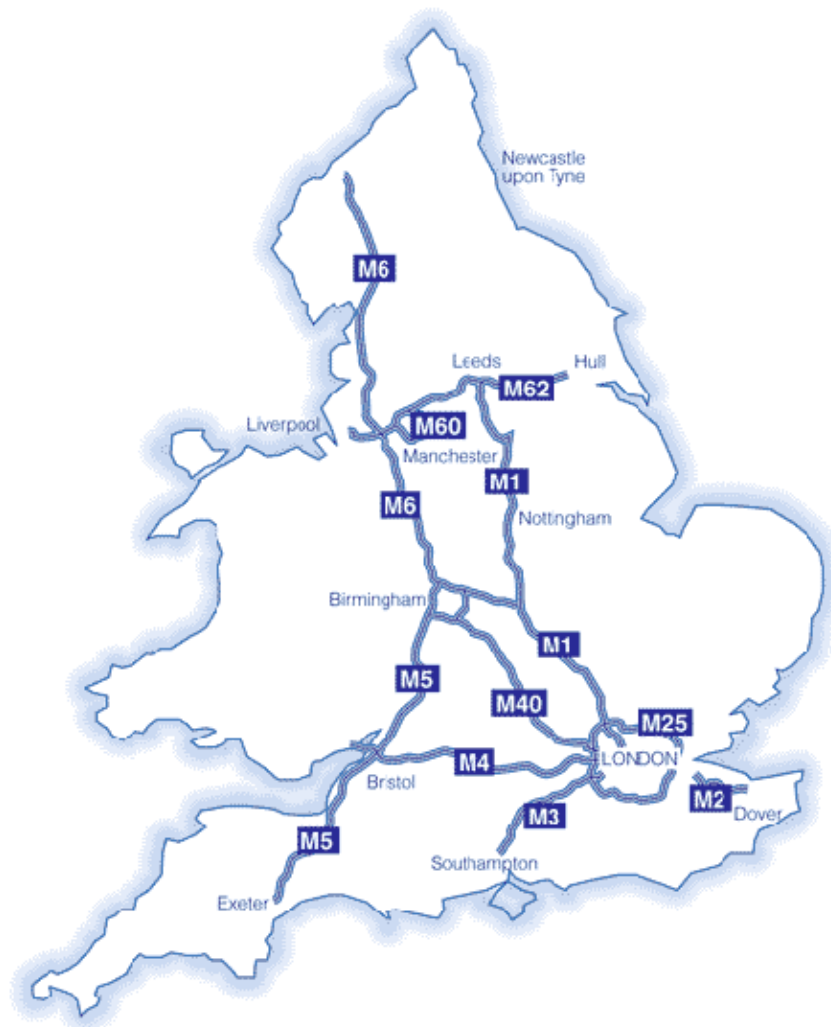 Newcastle
upon Tyne
M6
Leeds
Hull
M62
Liverpool
M60
Manchester
M1
M6
Nottingham
Birmingham
M1
M5
M40
M25
LONDON
M4
Bristol
M2
Dover
M3
M5
Southampton
Exeter